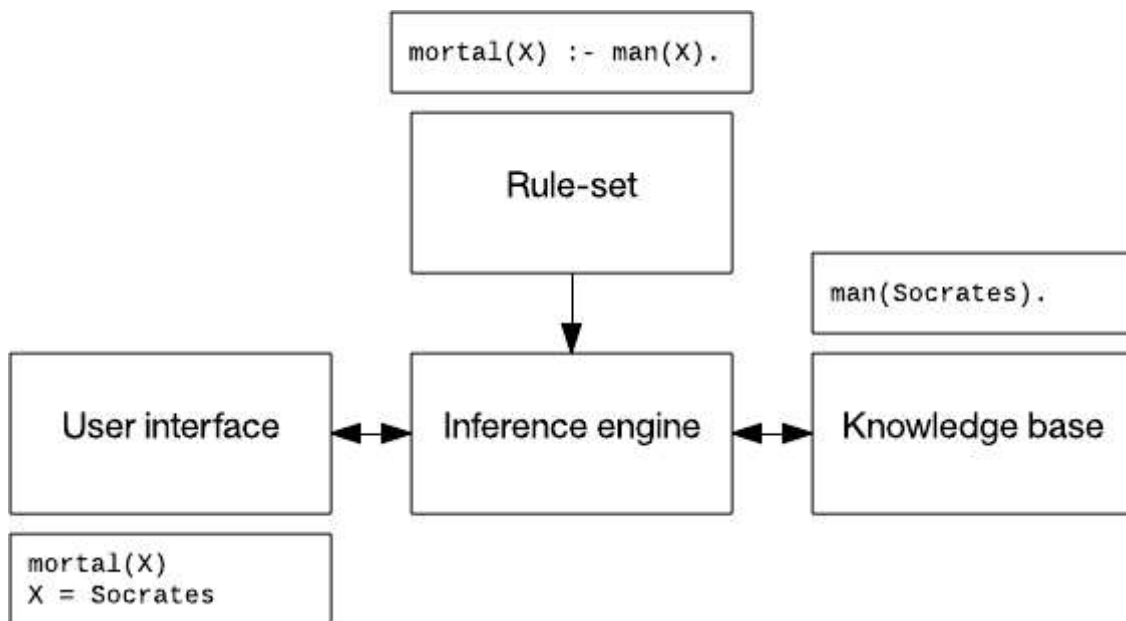 mortal(X) :- man(X).
Rule-set
man(Socrates).
User interface
Inference engine
Knowledge base
mortal(X)
X = Socrates